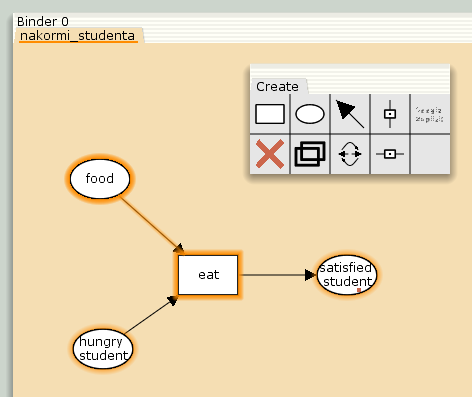 Binder 0
nakormi_studenta
Create
food
eat
satisfied
student
hungry
student